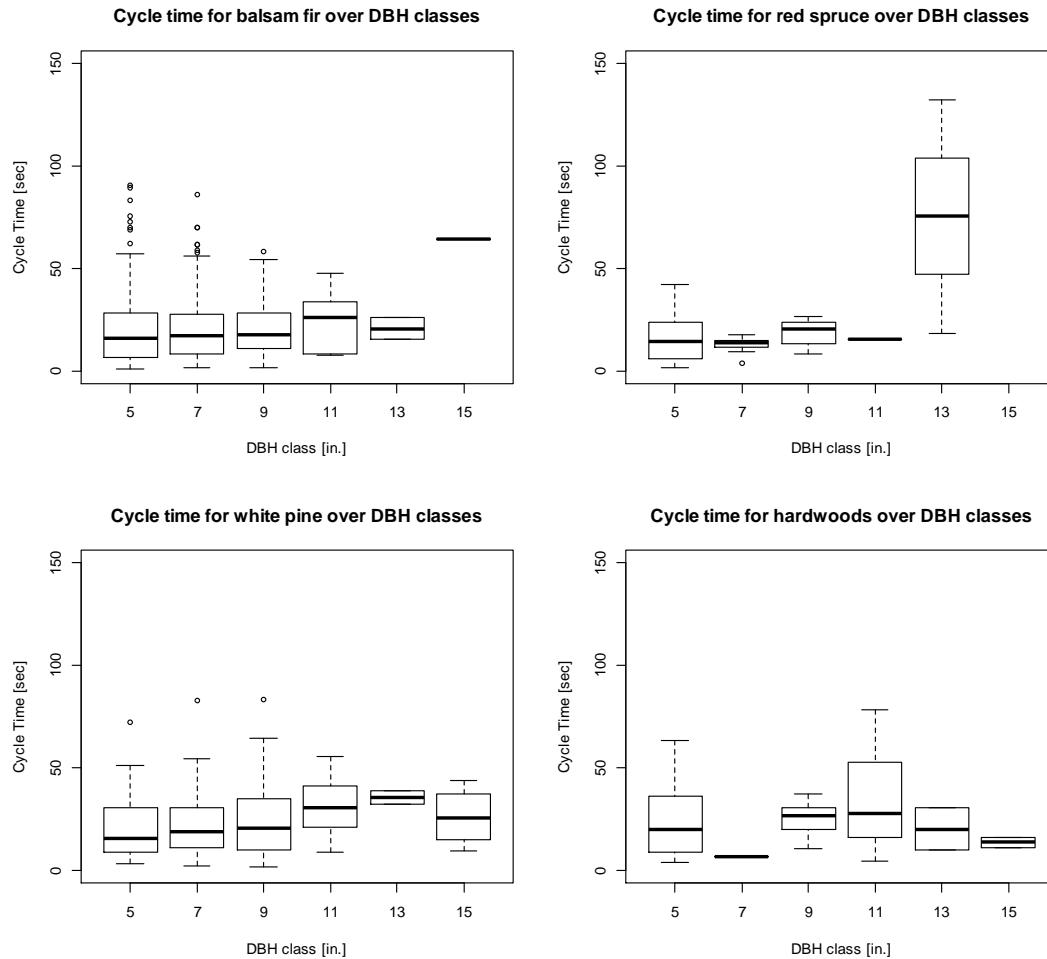 Cycle time for balsam fir over DBH classes
Cycle Time [sec]
150
100
50
0
5 7 9 11 13 15
DBH class [in.]
Cycle time for red spruce over DBH classes
Cycle Time [sec]
150
100
50
0
5 7 9 11 13 15
DBH class [in.]
Cycle time for white pine over DBH classes
Cycle Time [sec]
150
100
50
0
5 7 9 11 13 15
DBH class [in.]
Cycle time for hardwoods over DBH classes
Cycle Time [sec]
150
100
50
0
5 7 9 11 13 15
DBH class [in.]